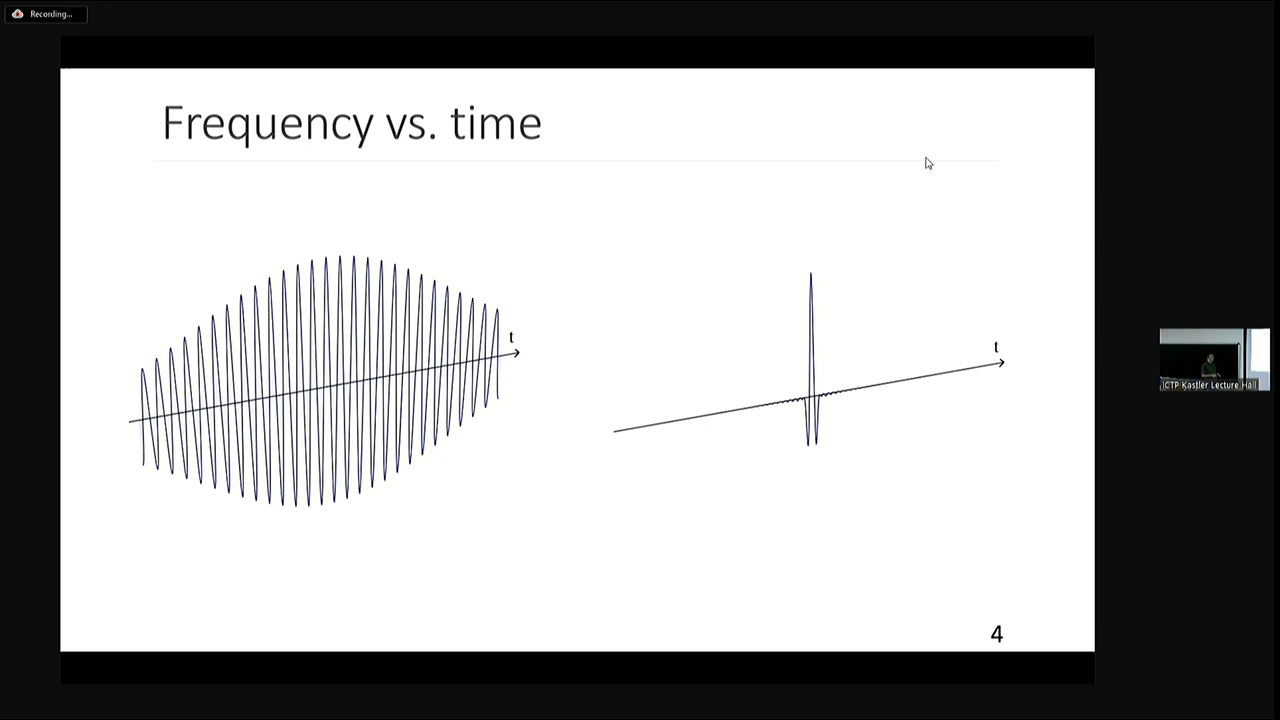 Recording...
Frequency vs. time
t
t
ICTP Kastler Lecture Hall
4